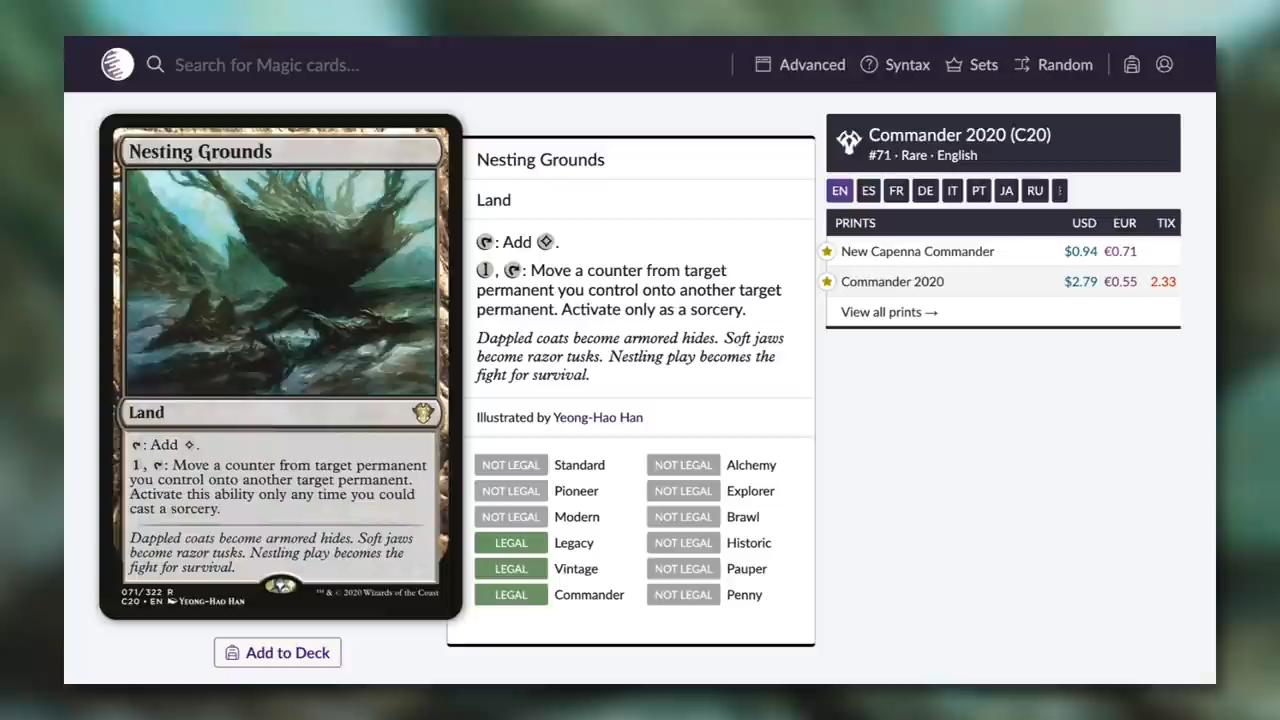 Search for Magic cards...
Advanced
Syntax
Sets
Random
Nesting Grounds
Land
: Add .
1, : Move a counter from target permanent
you control onto another target permanent.
Activate this ability only any time you could
cast a sorcery.
Dappled coats become armored hides. Soft jaws
become razor tusks. Nestling play becomes the
fight for survival.
071/322 R
C20 • EN Yeong-Hao Han
™ & © 2020 Wizards of the Coast
Add to Deck
Nesting Grounds
Land
: Add .
1, : Move a counter from target
permanent you control onto another target
permanent. Activate only as a sorcery.
Dappled coats become armored hides. Soft jaws
become razor tusks. Nestling play becomes the
fight for survival.
Illustrated by Yeong-Hao Han
NOT LEGAL Standard NOT LEGAL Alchemy
NOT LEGAL Pioneer NOT LEGAL Explorer
NOT LEGAL Modern NOT LEGAL Brawl
LEGAL Legacy NOT LEGAL Historic
LEGAL Vintage NOT LEGAL Pauper
LEGAL Commander NOT LEGAL Penny
Commander 2020 (C20)
#71 · Rare · English
EN ES FR DE IT PT JA RU
PRINTS USD EUR TIX
New Capenna Commander $0.94 €0.71
Commander 2020 $2.79 €0.55 2.33
View all prints →